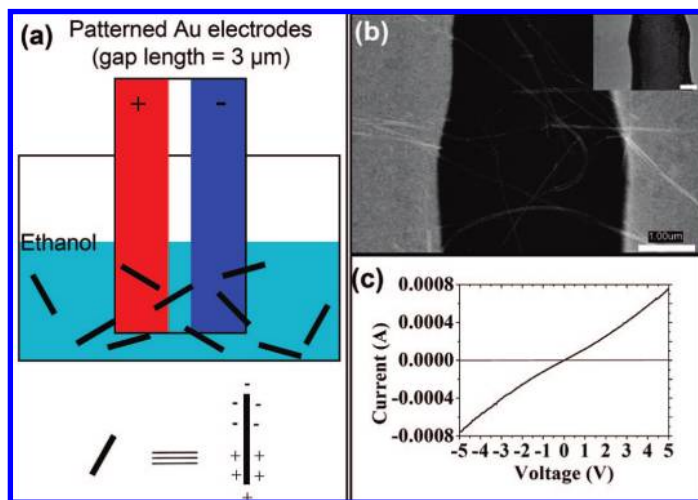 (a) Patterned Au electrodes
(gap length = 3 µm)
+ -
Ethanol
-
- -
- -
+ +
+ +
+
(b)
1.00um
(c)
0.0008
0.0004
0.0000
-0.0004
-0.0008
Current (A)
-5 -4 -3 -2 -1 0 1 2 3 4 5
Voltage (V)